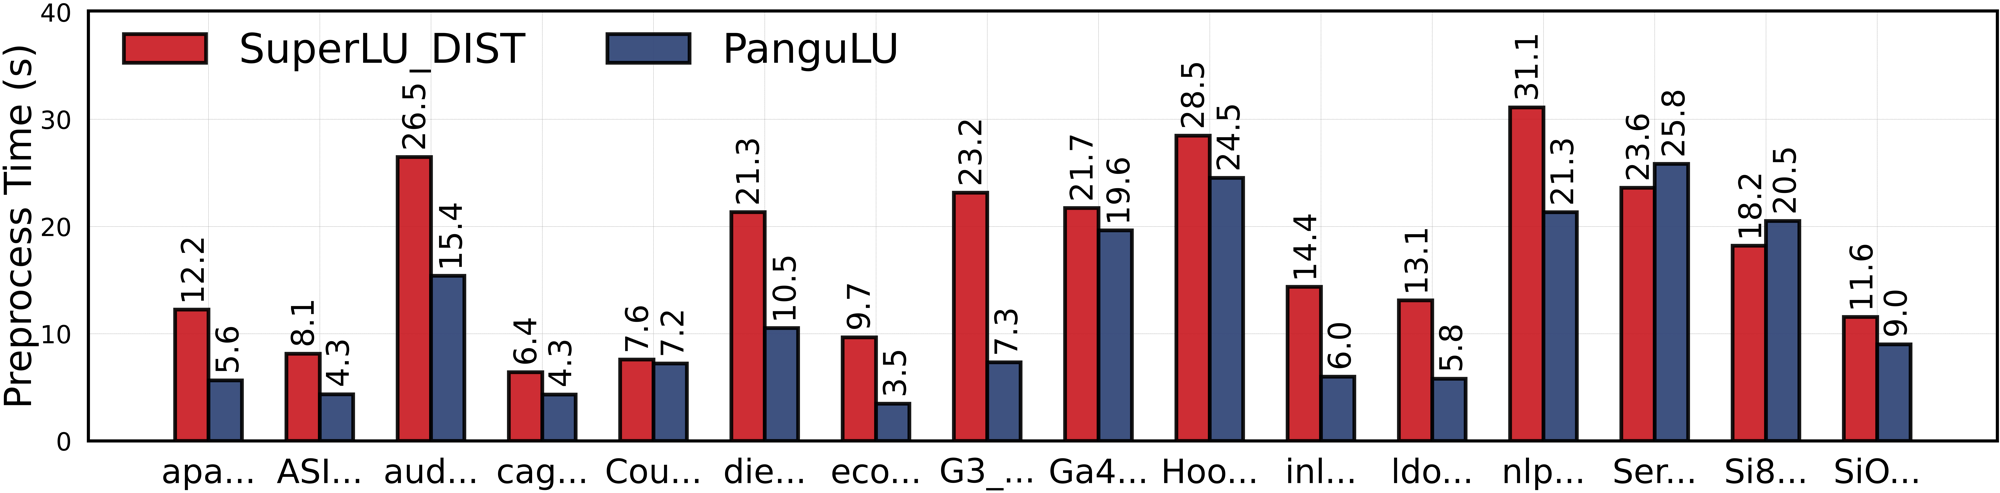 Preprocess Time (s)
40
30
20
10
0
SuperLU_DIST PanguLU
12.2 5.6 8.1 4.3 26.5 15.4 6.4 4.3 7.6 7.2 21.3 10.5 9.7 3.5 23.2 7.3 21.7 19.6 28.5 24.5 14.4 6.0 13.1 5.8 31.1 21.3 23.6 25.8 18.2 20.5 11.6 9.0
apa... ASI... aud... cag... Cou... die... eco... G3_... Ga4... Hoo... inl... ldo... nlp... Ser... Si8... SiO...